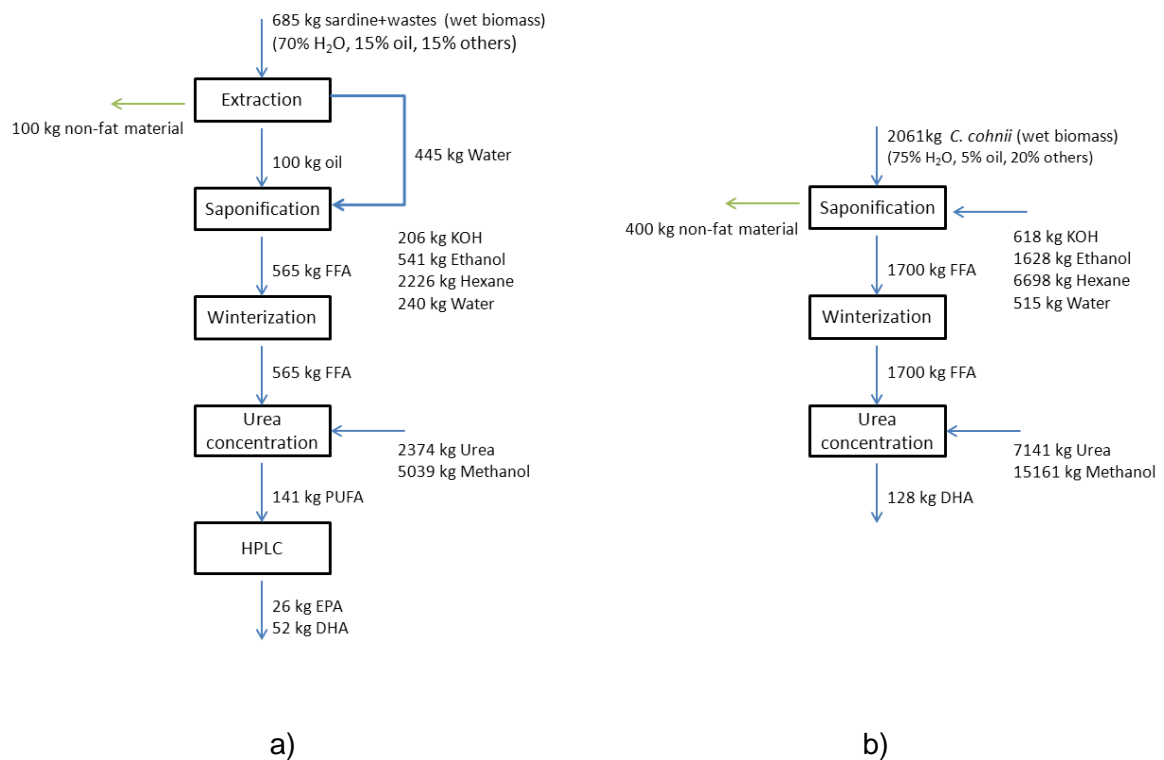 685 kg sardine+wastes (wet biomass)
(70% H₂O, 15% oil, 15% others)
Extraction
100 kg non-fat material
100 kg oil
445 kg Water
Saponification
206 kg KOH
541 kg Ethanol
2226 kg Hexane
240 kg Water
565 kg FFA
Winterization
565 kg FFA
Urea
concentration
2374 kg Urea
5039 kg Methanol
141 kg PUFA
HPLC
26 kg EPA
52 kg DHA
a)
2061kg C. cohnii (wet biomass)
(75% H₂O, 5% oil, 20% others)
Saponification
400 kg non-fat material
618 kg KOH
1628 kg Ethanol
6698 kg Hexane
515 kg Water
1700 kg FFA
Winterization
1700 kg FFA
Urea
concentration
7141 kg Urea
15161 kg Methanol
128 kg DHA
b)